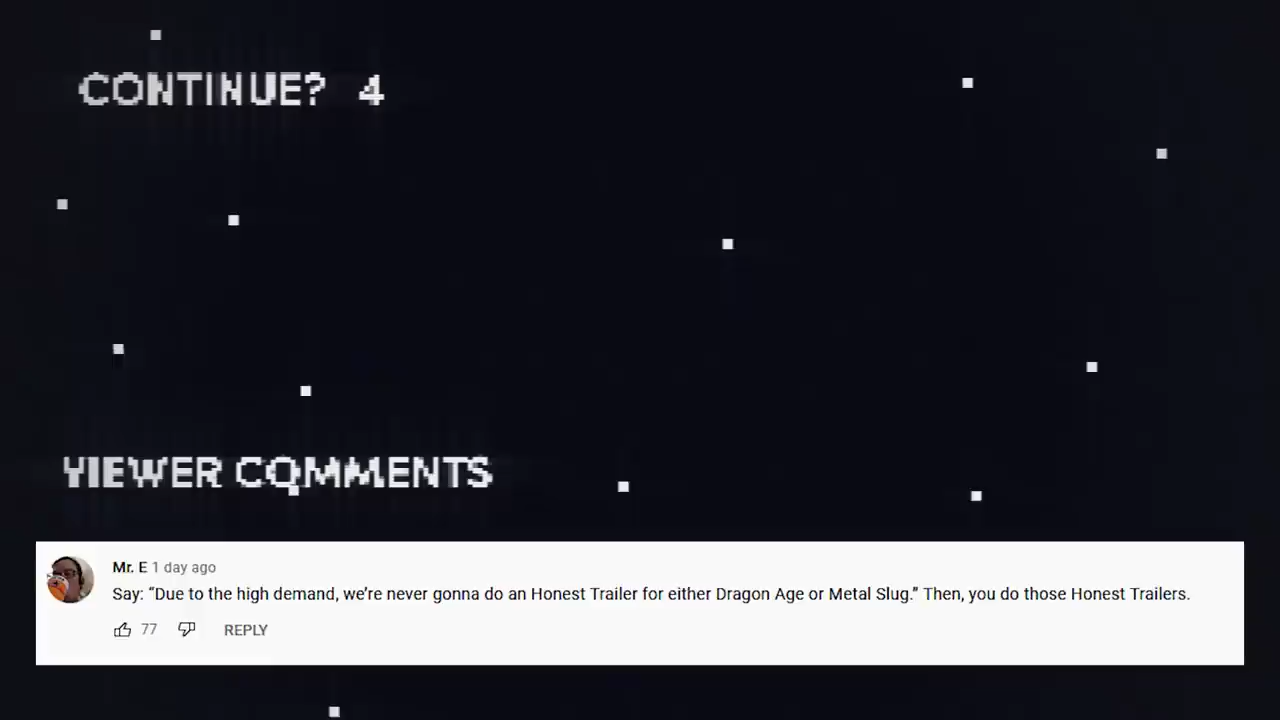 CONTINUE? 4
VIEWER COMMENTS
Mr. E 1 day ago
Say: “Due to the high demand, we’re never gonna do an Honest Trailer for either Dragon Age or Metal Slug.” Then, you do those Honest Trailers.
77 REPLY